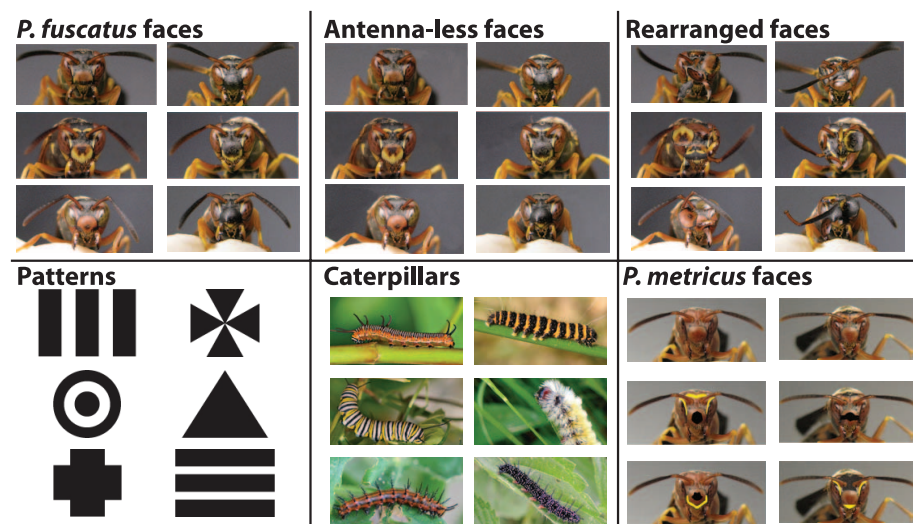 P. fuscatus faces
Antenna-less faces
Rearranged faces
Patterns
Caterpillars
P. metricus faces